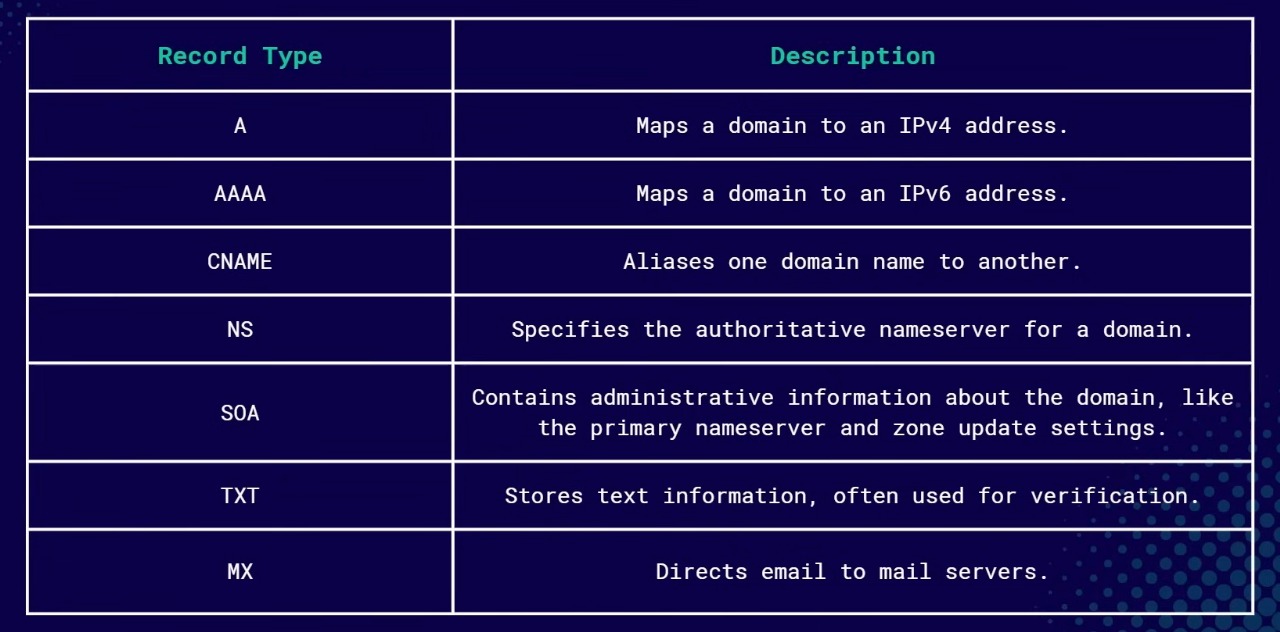 Record Type
Description
A
Maps a domain to an IPv4 address.
AAAA
Maps a domain to an IPv6 address.
CNAME
Aliases one domain name to another.
NS
Specifies the authoritative nameserver for a domain.
SOA
Contains administrative information about the domain, like
the primary nameserver and zone update settings.
TXT
Stores text information, often used for verification.
MX
Directs email to mail servers.